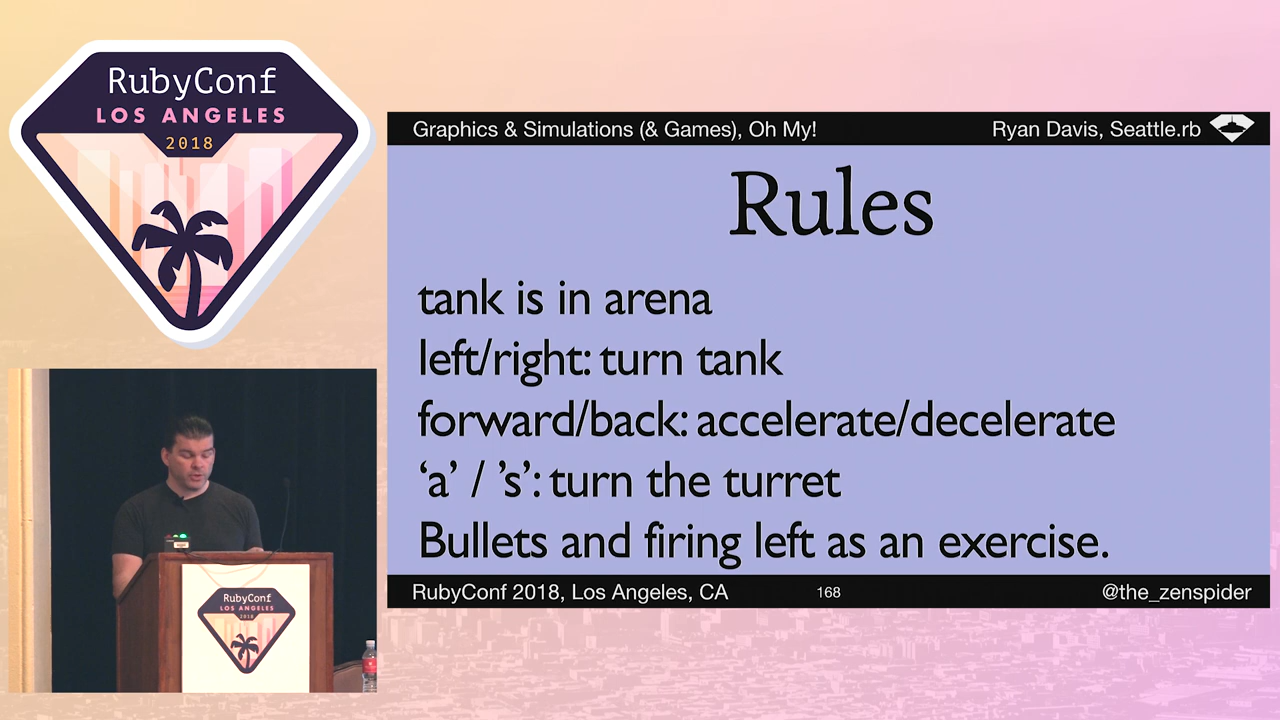 RubyConf
LOS ANGELES
2018
Graphics & Simulations (& Games), Oh My!
Ryan Davis, Seattle.rb
Rules
tank is in arena
left/right: turn tank
forward/back: accelerate/decelerate
‘a’ / ’s’: turn the turret
Bullets and firing left as an exercise.
RubyConf 2018, Los Angeles, CA
168
@the_zenspider
RubyConf
LOS ANGELES
2018